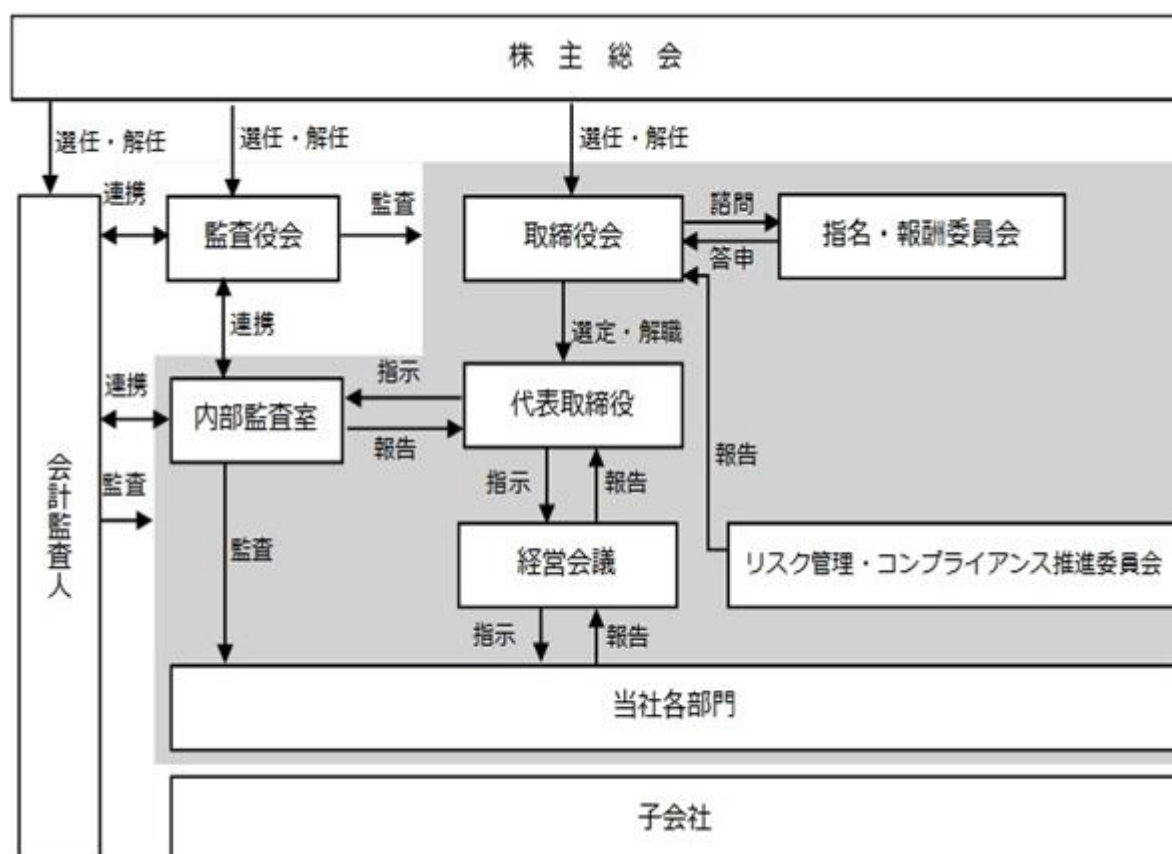 株 主 総 会
選任・解任
選任・解任
選任・解任
連携
監査役会
監査
取締役会
諮問
答申
指名・報酬委員会
連携
選定・解職
連携
内部監査室
指示
報告
代表取締役
報告
会計監査人
監査
指示
報告
監査
経営会議
リスク管理・コンプライアンス推進委員会
指示
報告
当社各部門
子会社